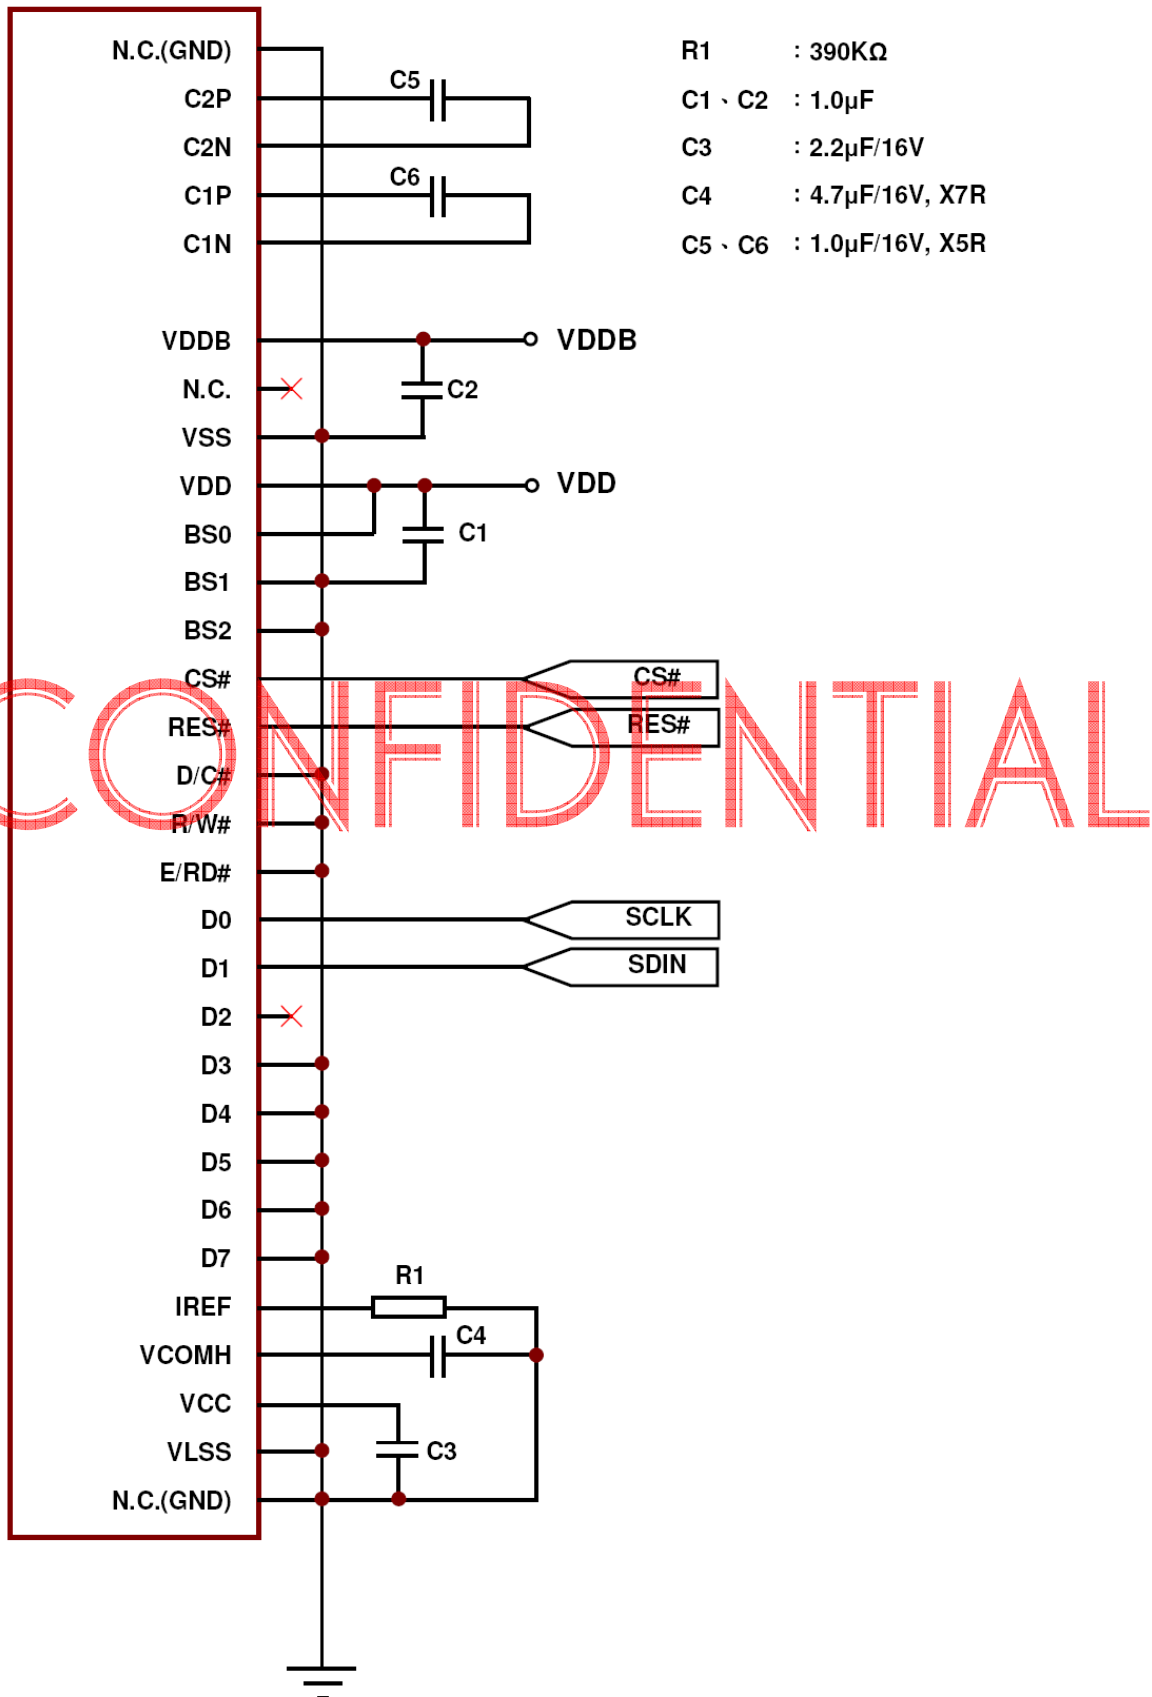 N.C.(GND)
C2P
C2N
C1P
C1N
VDDB
N.C.
VSS
VDD
BS0
BS1
BS2
CS#
RES#
D/C#
R/W#
E/RD#
D0
D1
D2
D3
D4
D5
D6
D7
IREF
VCOMH
VCC
VLSS
N.C.(GND)
C5
C6
VDDB
C2
VDD
C1
CS#
RES#
SCLK
SDIN
R1
C4
C3
R1 : 390KΩ
C1、C2 : 1.0μF
C3 : 2.2μF/16V
C4 : 4.7μF/16V, X7R
C5、C6 : 1.0μF/16V, X5R
CONFIDENTIAL